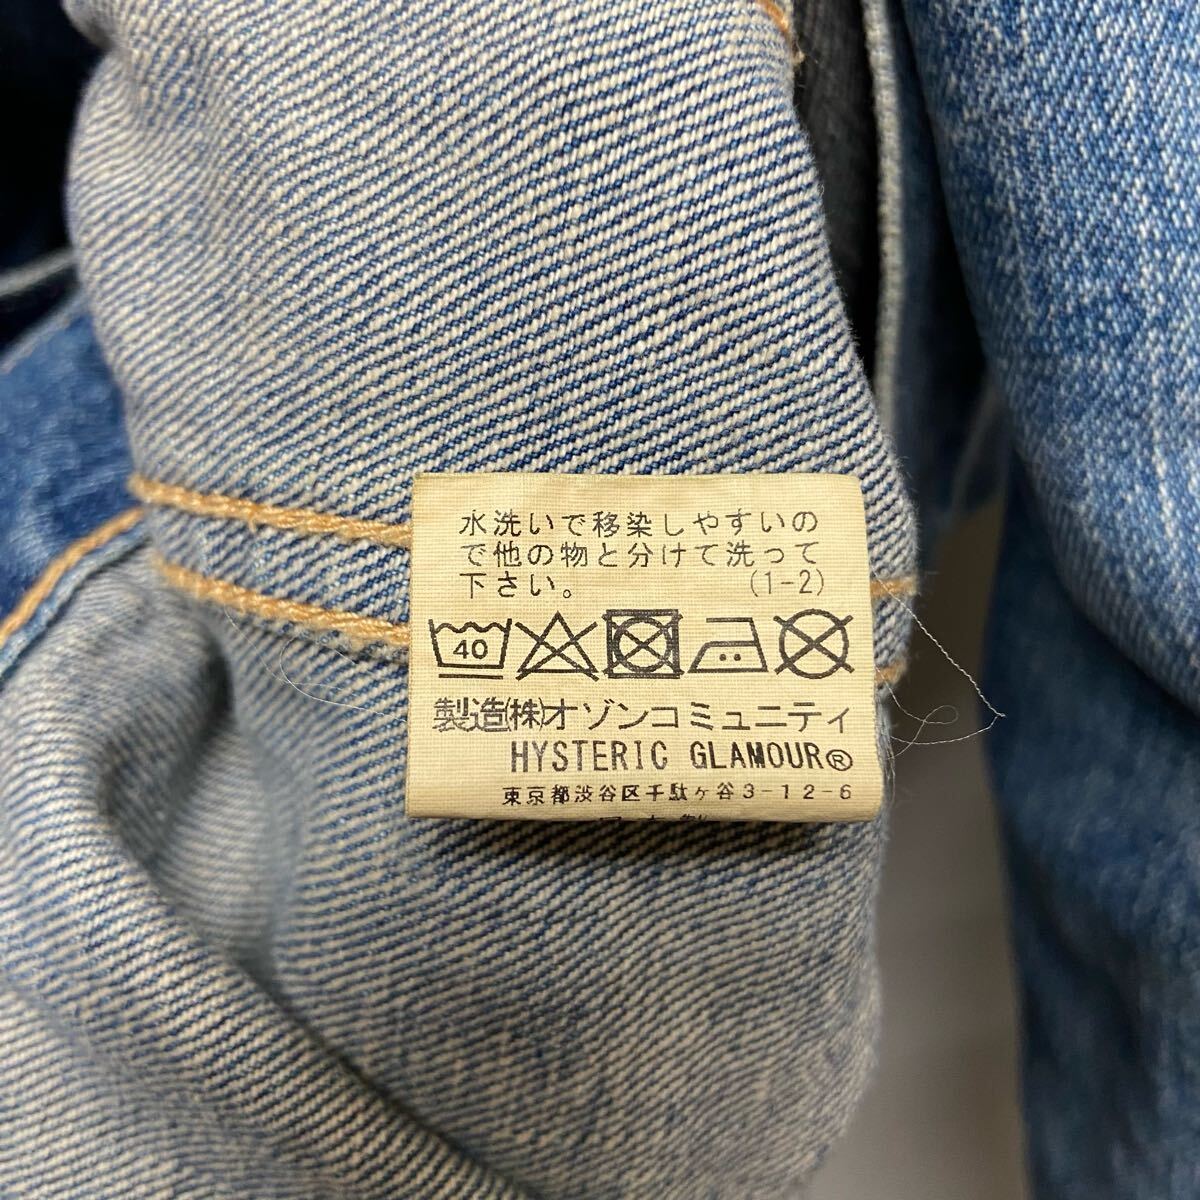 水洗いで移染しやすいの
で他の物と分けて洗って
下さい。 (1-2)
40
製造(株)オゾンコミュニティ
HYSTERIC GLAMOUR®
東京都渋谷区千駄ヶ谷3-12-6